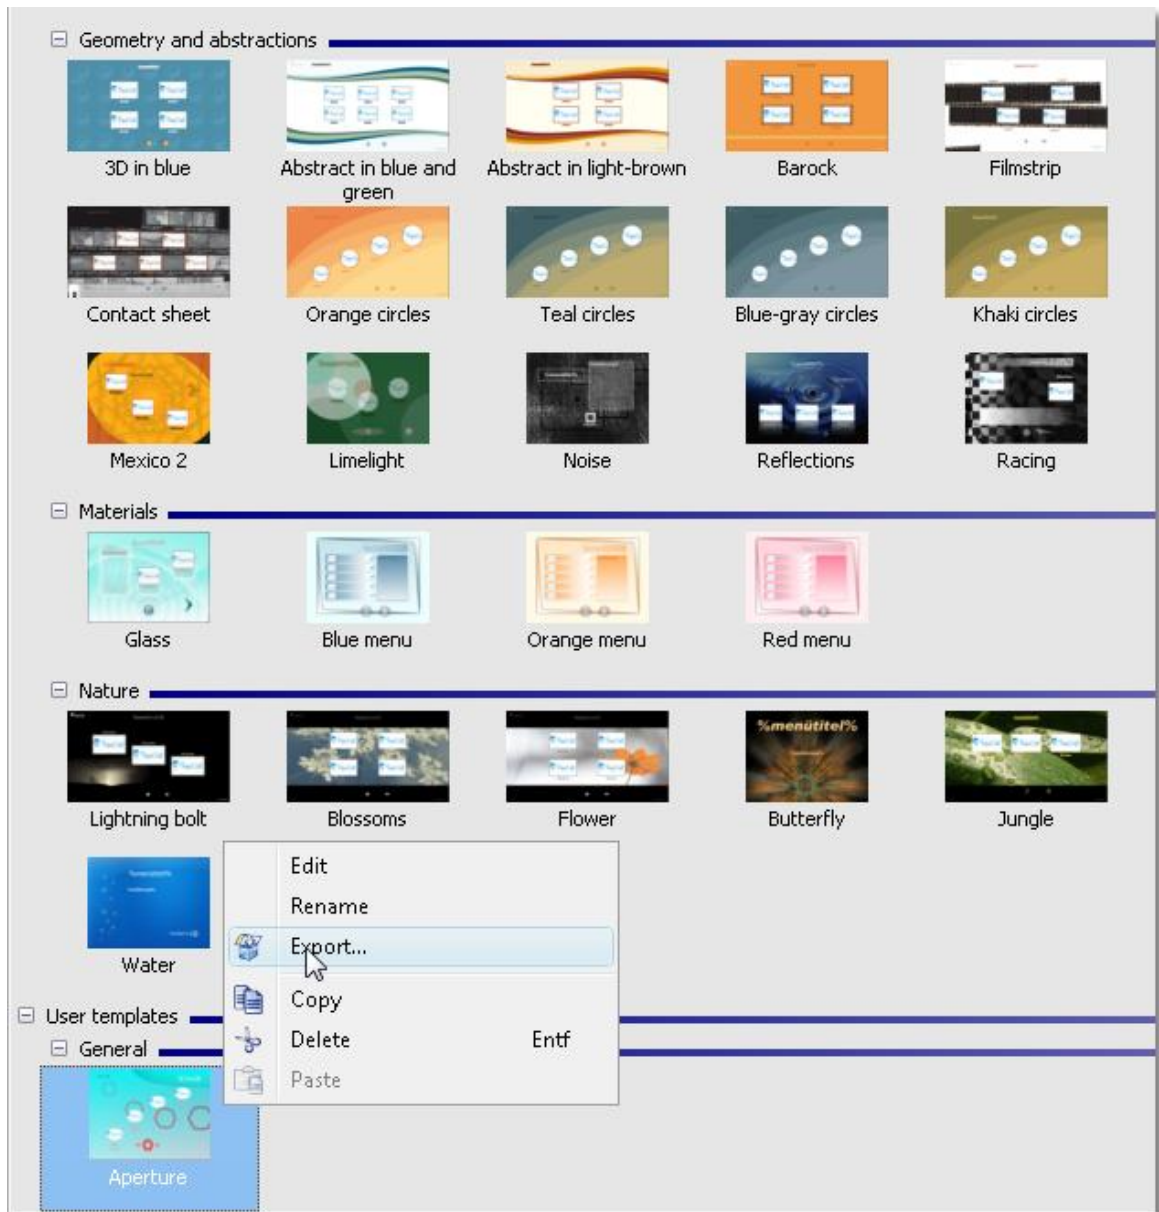 Geometry and abstractions
3D in blue
Abstract in blue and
green
Abstract in light-brown
Barock
Filmstrip
Contact sheet
Orange circles
Teal circles
Blue-gray circles
Khaki circles
Mexico 2
Limelight
Noise
Reflections
Racing
Materials
Glass
Blue menu
Orange menu
Red menu
Nature
%menütitel%
Lightning bolt
Blossoms
Flower
Butterfly
Jungle
Water
Edit
Rename
Export...
Copy
Delete Entf
Paste
User templates
General
Aperture